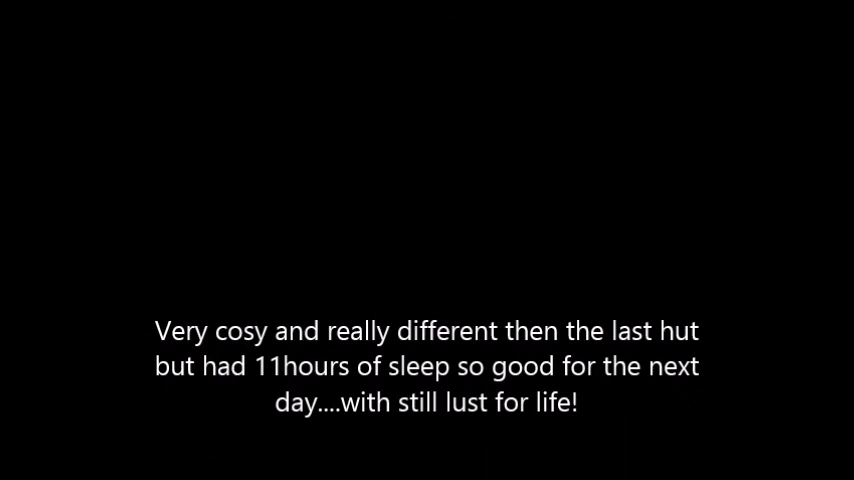 Very cosy and really different then the last hut
but had 11hours of sleep so good for the next
day....with still lust for life!